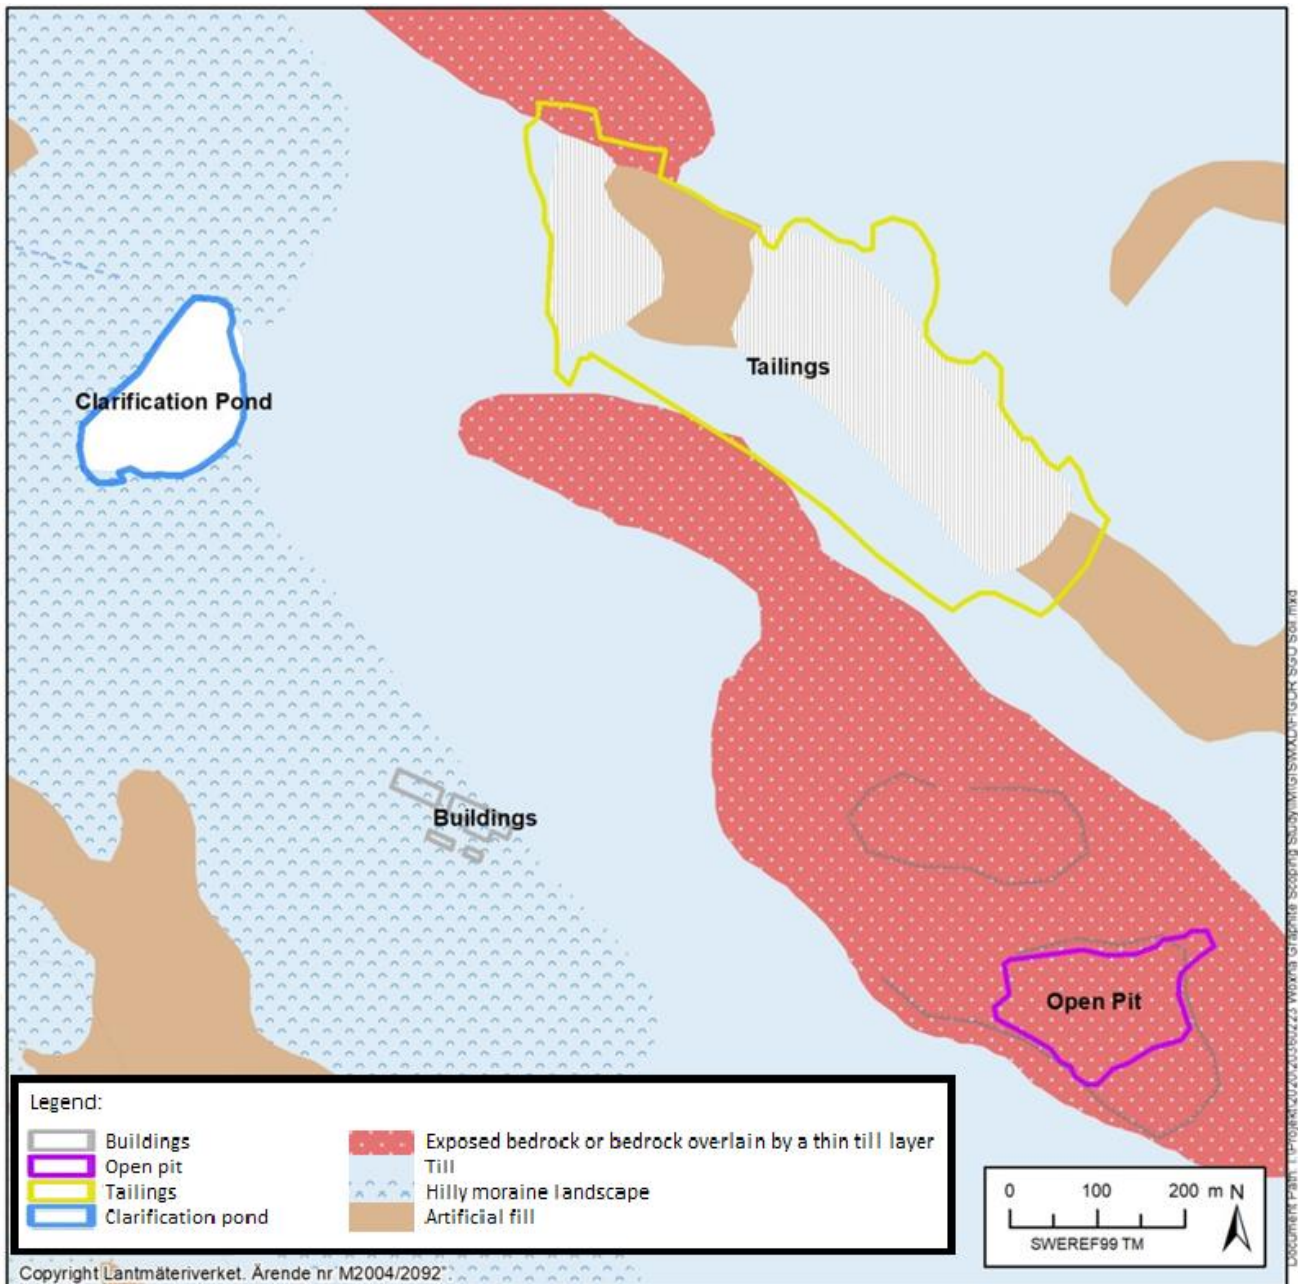 Tailings
Clarification Pond
Buildings
Open Pit
Legend:
Buildings
Open pit
Tailings
Clarification pond
Exposed bedrock or bedrock overlain by a thin till layer
Till
Hilly moraine landscape
Artificial fill
0 100 200 m N
SWEREF99 TM
Copyright Lantmäteriverket. Ärende nr M2004/2092".